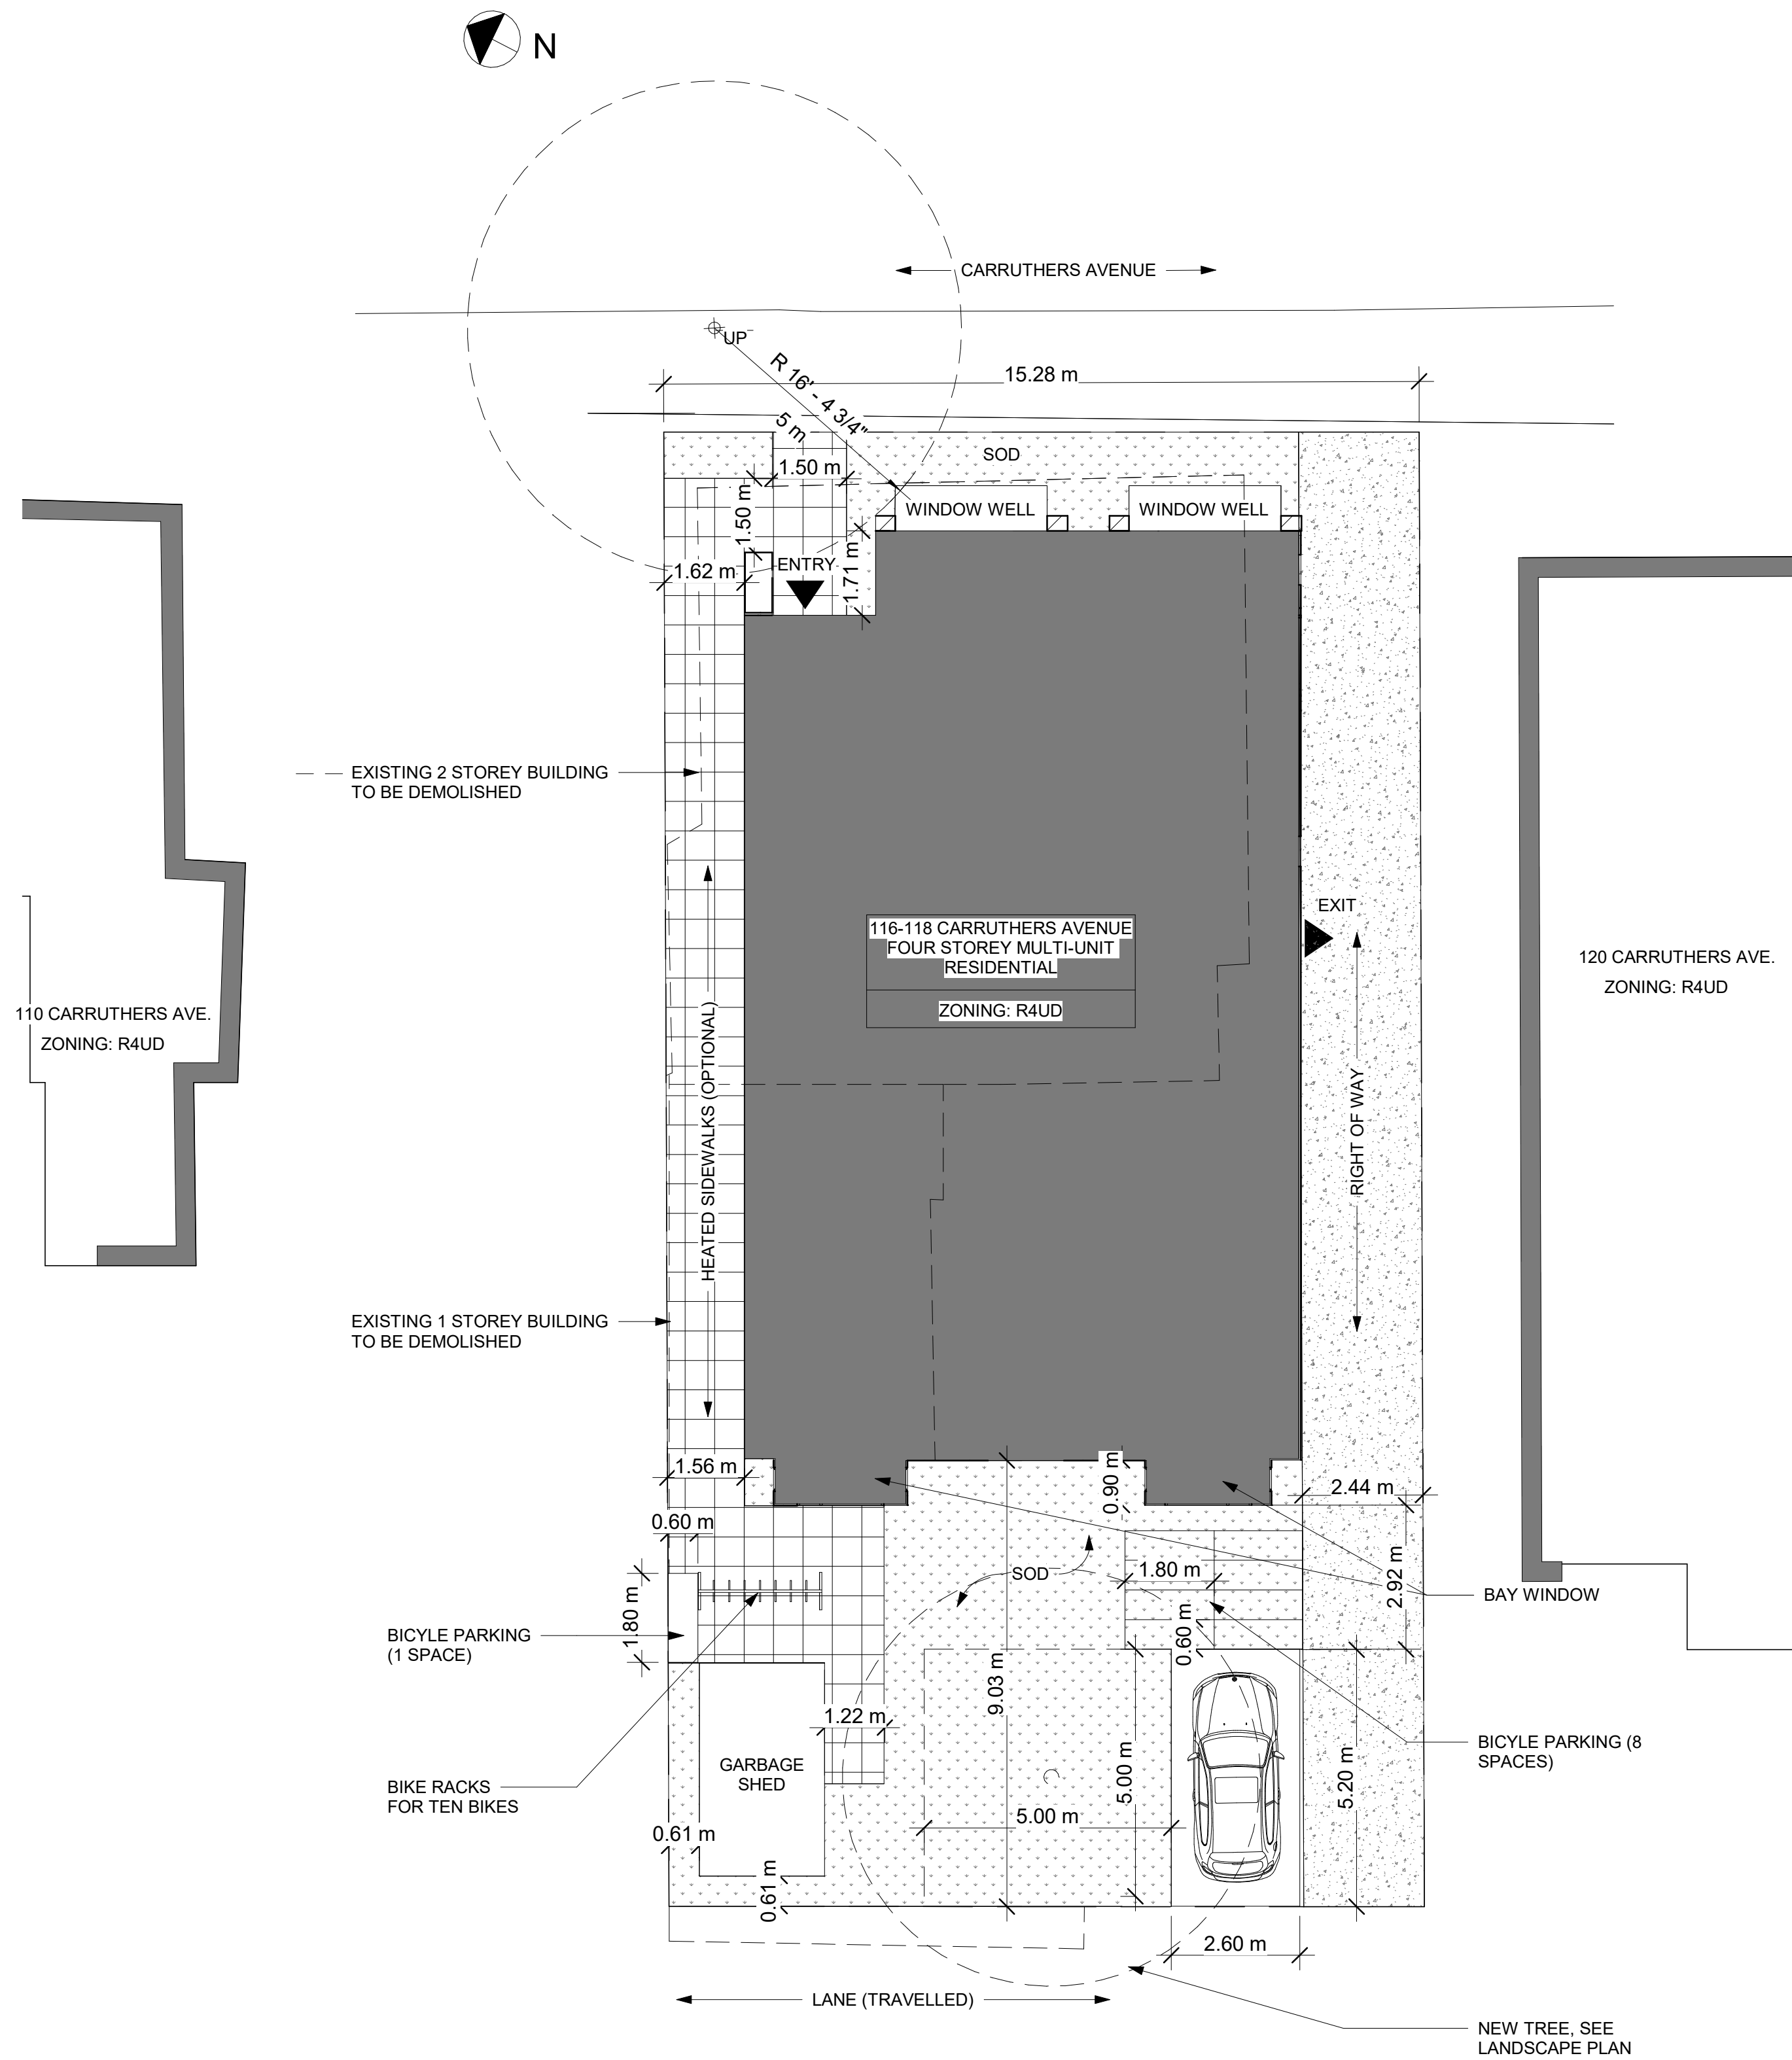 N
CARRUTHERS AVENUE
UP
R 16' - 4 3/4"
5 m
15.28 m
SOD
1.50 m
1.50 m
WINDOW WELL
WINDOW WELL
ENTRY
1.71 m
1.62 m
EXISTING 2 STOREY BUILDING
TO BE DEMOLISHED
EXIT
116-118 CARRUTHERS AVENUE
FOUR STOREY MULTI-UNIT
RESIDENTIAL
ZONING: R4UD
110 CARRUTHERS AVE.
ZONING: R4UD
120 CARRUTHERS AVE.
ZONING: R4UD
HEATED SIDEWALKS (OPTIONAL)
RIGHT OF WAY
EXISTING 1 STOREY BUILDING
TO BE DEMOLISHED
1.56 m
0.90 m
2.44 m
0.60 m
SOD
1.80 m
2.92 m
BAY WINDOW
1.80 m
BICYLE PARKING
(1 SPACE)
0.60 m
9.03 m
1.22 m
BICYLE PARKING (8
SPACES)
GARBAGE
SHED
5.00 m
5.20 m
BIKE RACKS
FOR TEN BIKES
5.00 m
0.61 m
0.61 m
2.60 m
LANE (TRAVELLED)
NEW TREE, SEE
LANDSCAPE PLAN